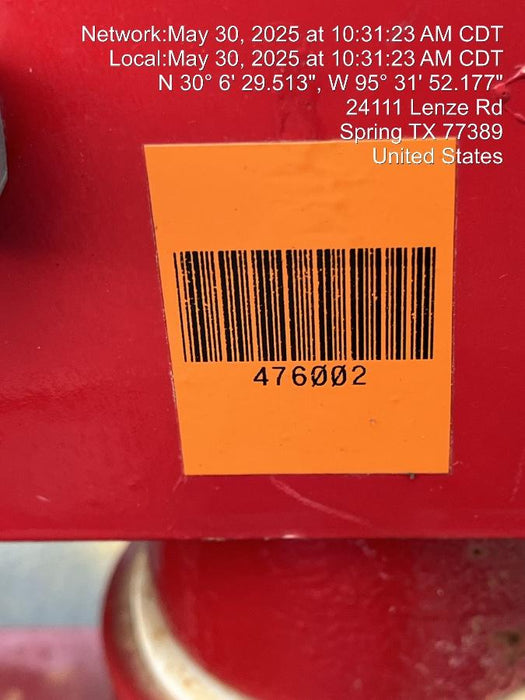 Network:May 30, 2025 at 10:31:23 AM CDT
Local:May 30, 2025 at 10:31:23 AM CDT
N 30° 6' 29.513", W 95° 31' 52.177"
24111 Lenze Rd
Spring TX 77389
United States
476002